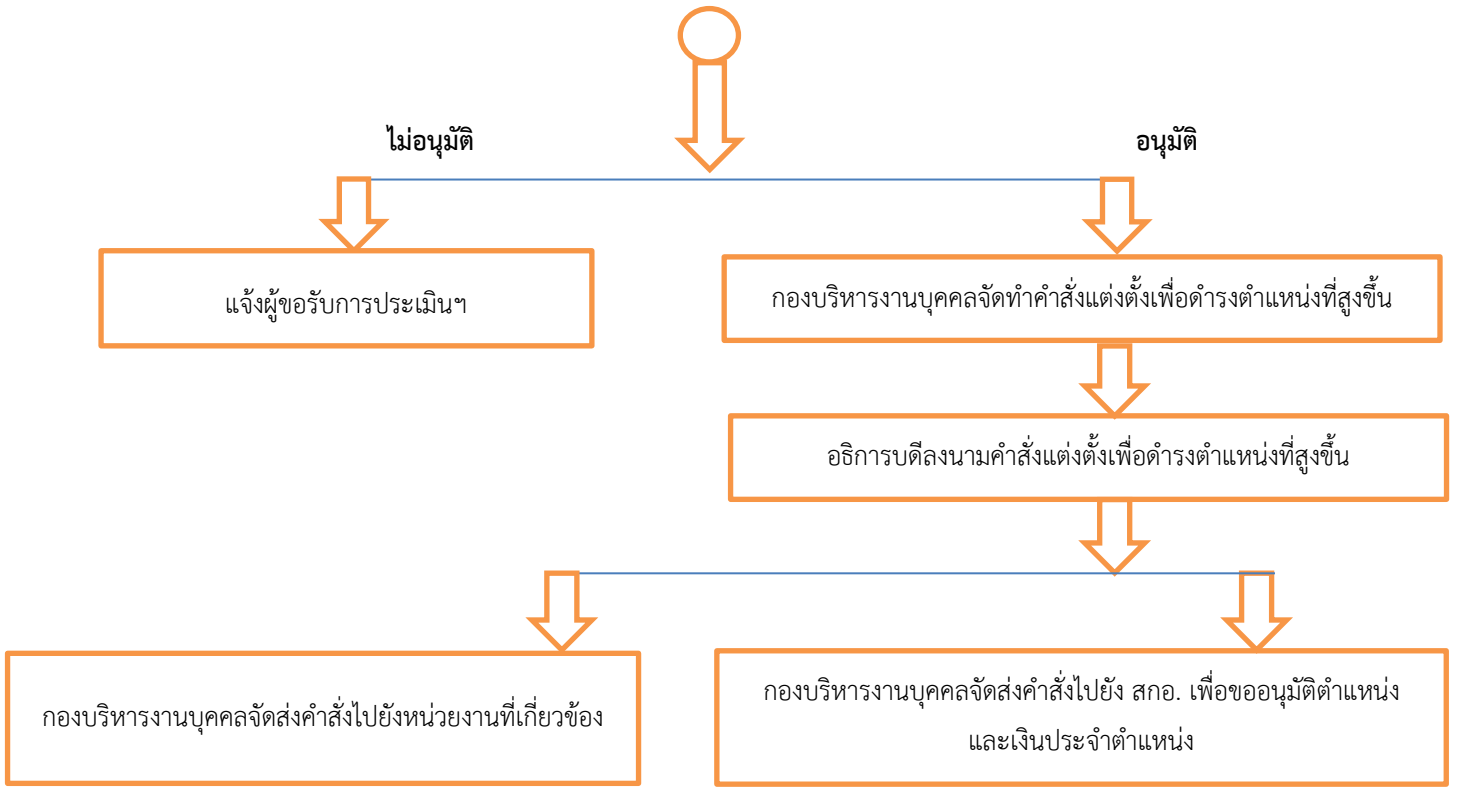 ไม่อนุมัติ
อนุมัติ
แจ้งผู้ขอรับการประเมินฯ
กองบริหารงานบุคคลจัดทำคำสั่งแต่งตั้งเพื่อดำรงตำแหน่งที่สูงขึ้น
อธิการบดีลงนามคำสั่งแต่งตั้งเพื่อดำรงตำแหน่งที่สูงขึ้น
กองบริหารงานบุคคลจัดส่งคำสั่งไปยังหน่วยงานที่เกี่ยวข้อง
กองบริหารงานบุคคลจัดส่งคำสั่งไปยัง สกอ. เพื่อขออนุมัติตำแหน่ง
และเงินประจำตำแหน่ง